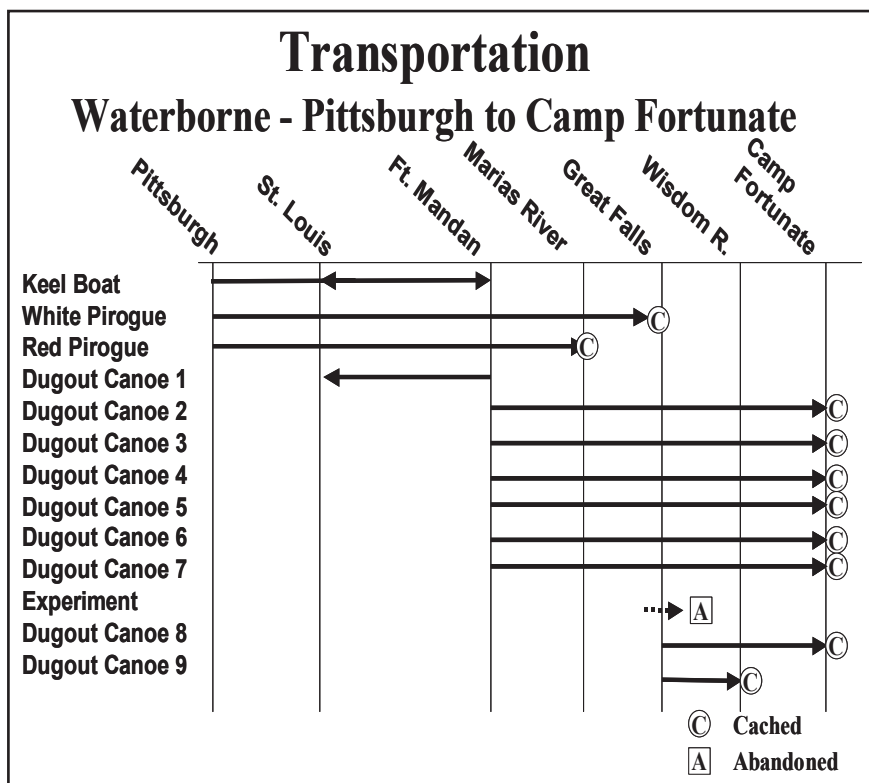 Transportation
Waterborne - Pittsburgh to Camp Fortunate
Pittsburgh
St. Louis
Ft. Mandan
Marias River
Great Falls
Wisdom R.
Camp
Fortunate
Keel Boat
White Pirogue
C
Red Pirogue
C
Dugout Canoe 1
Dugout Canoe 2
C
Dugout Canoe 3
C
Dugout Canoe 4
C
Dugout Canoe 5
C
Dugout Canoe 6
C
Dugout Canoe 7
C
Experiment
A
Dugout Canoe 8
C
Dugout Canoe 9
C
C Cached
A Abandoned